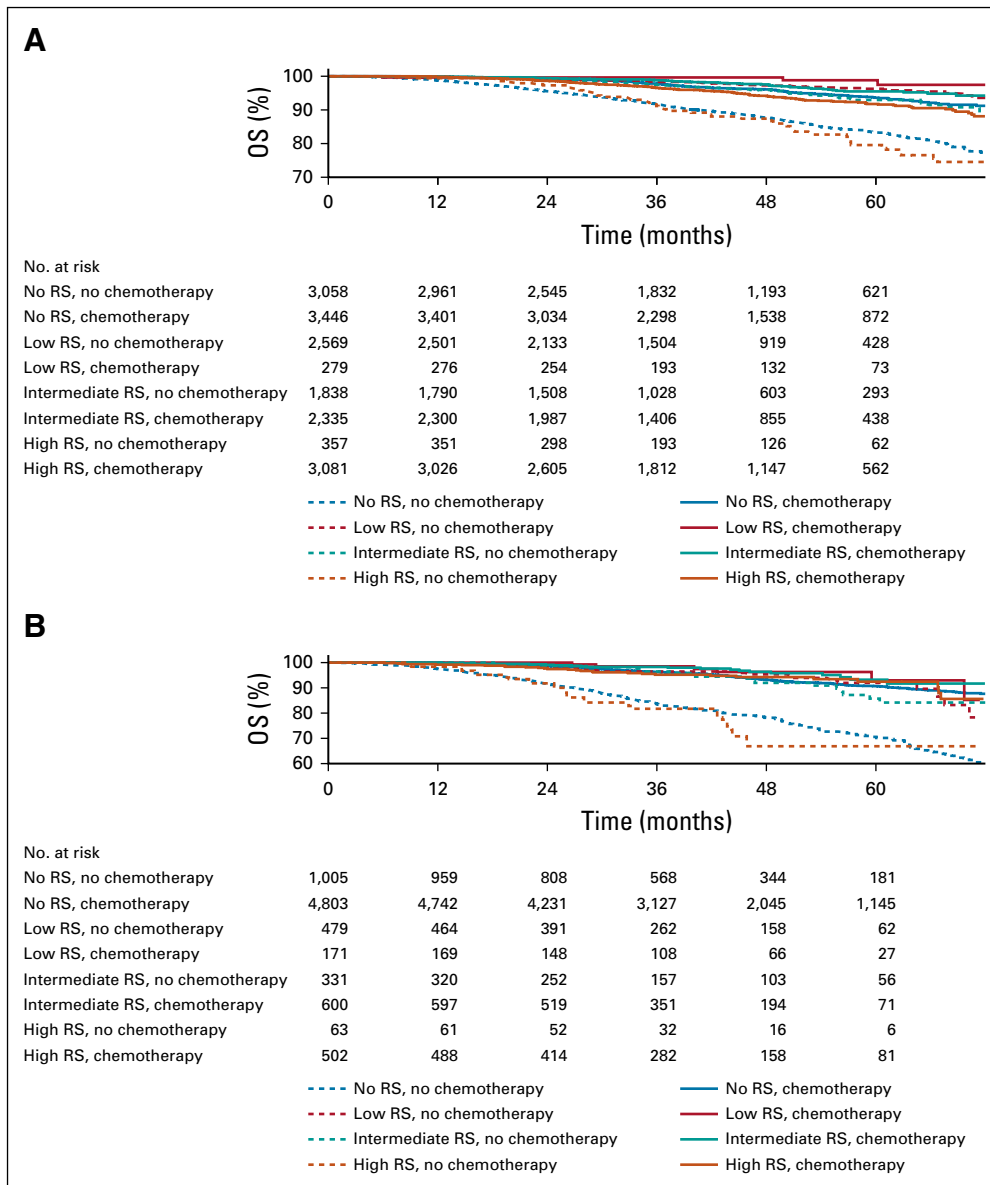 A
100
90
80
70
OS (%)
0 12 24 36 48 60
Time (months)
No. at risk
No RS, no chemotherapy 3,058 2,961 2,545 1,832 1,193 621
No RS, chemotherapy 3,446 3,401 3,034 2,298 1,538 872
Low RS, no chemotherapy 2,569 2,501 2,133 1,504 919 428
Low RS, chemotherapy 279 276 254 193 132 73
Intermediate RS, no chemotherapy 1,838 1,790 1,508 1,028 603 293
Intermediate RS, chemotherapy 2,335 2,300 1,987 1,406 855 438
High RS, no chemotherapy 357 351 298 193 126 62
High RS, chemotherapy 3,081 3,026 2,605 1,812 1,147 562
No RS, no chemotherapy No RS, chemotherapy
Low RS, no chemotherapy Low RS, chemotherapy
Intermediate RS, no chemotherapy Intermediate RS, chemotherapy
High RS, no chemotherapy High RS, chemotherapy
B
100
90
80
70
60
OS (%)
0 12 24 36 48 60
Time (months)
No. at risk
No RS, no chemotherapy 1,005 959 808 568 344 181
No RS, chemotherapy 4,803 4,742 4,231 3,127 2,045 1,145
Low RS, no chemotherapy 479 464 391 262 158 62
Low RS, chemotherapy 171 169 148 108 66 27
Intermediate RS, no chemotherapy 331 320 252 157 103 56
Intermediate RS, chemotherapy 600 597 519 351 194 71
High RS, no chemotherapy 63 61 52 32 16 6
High RS, chemotherapy 502 488 414 282 158 81
No RS, no chemotherapy No RS, chemotherapy
Low RS, no chemotherapy Low RS, chemotherapy
Intermediate RS, no chemotherapy Intermediate RS, chemotherapy
High RS, no chemotherapy High RS, chemotherapy